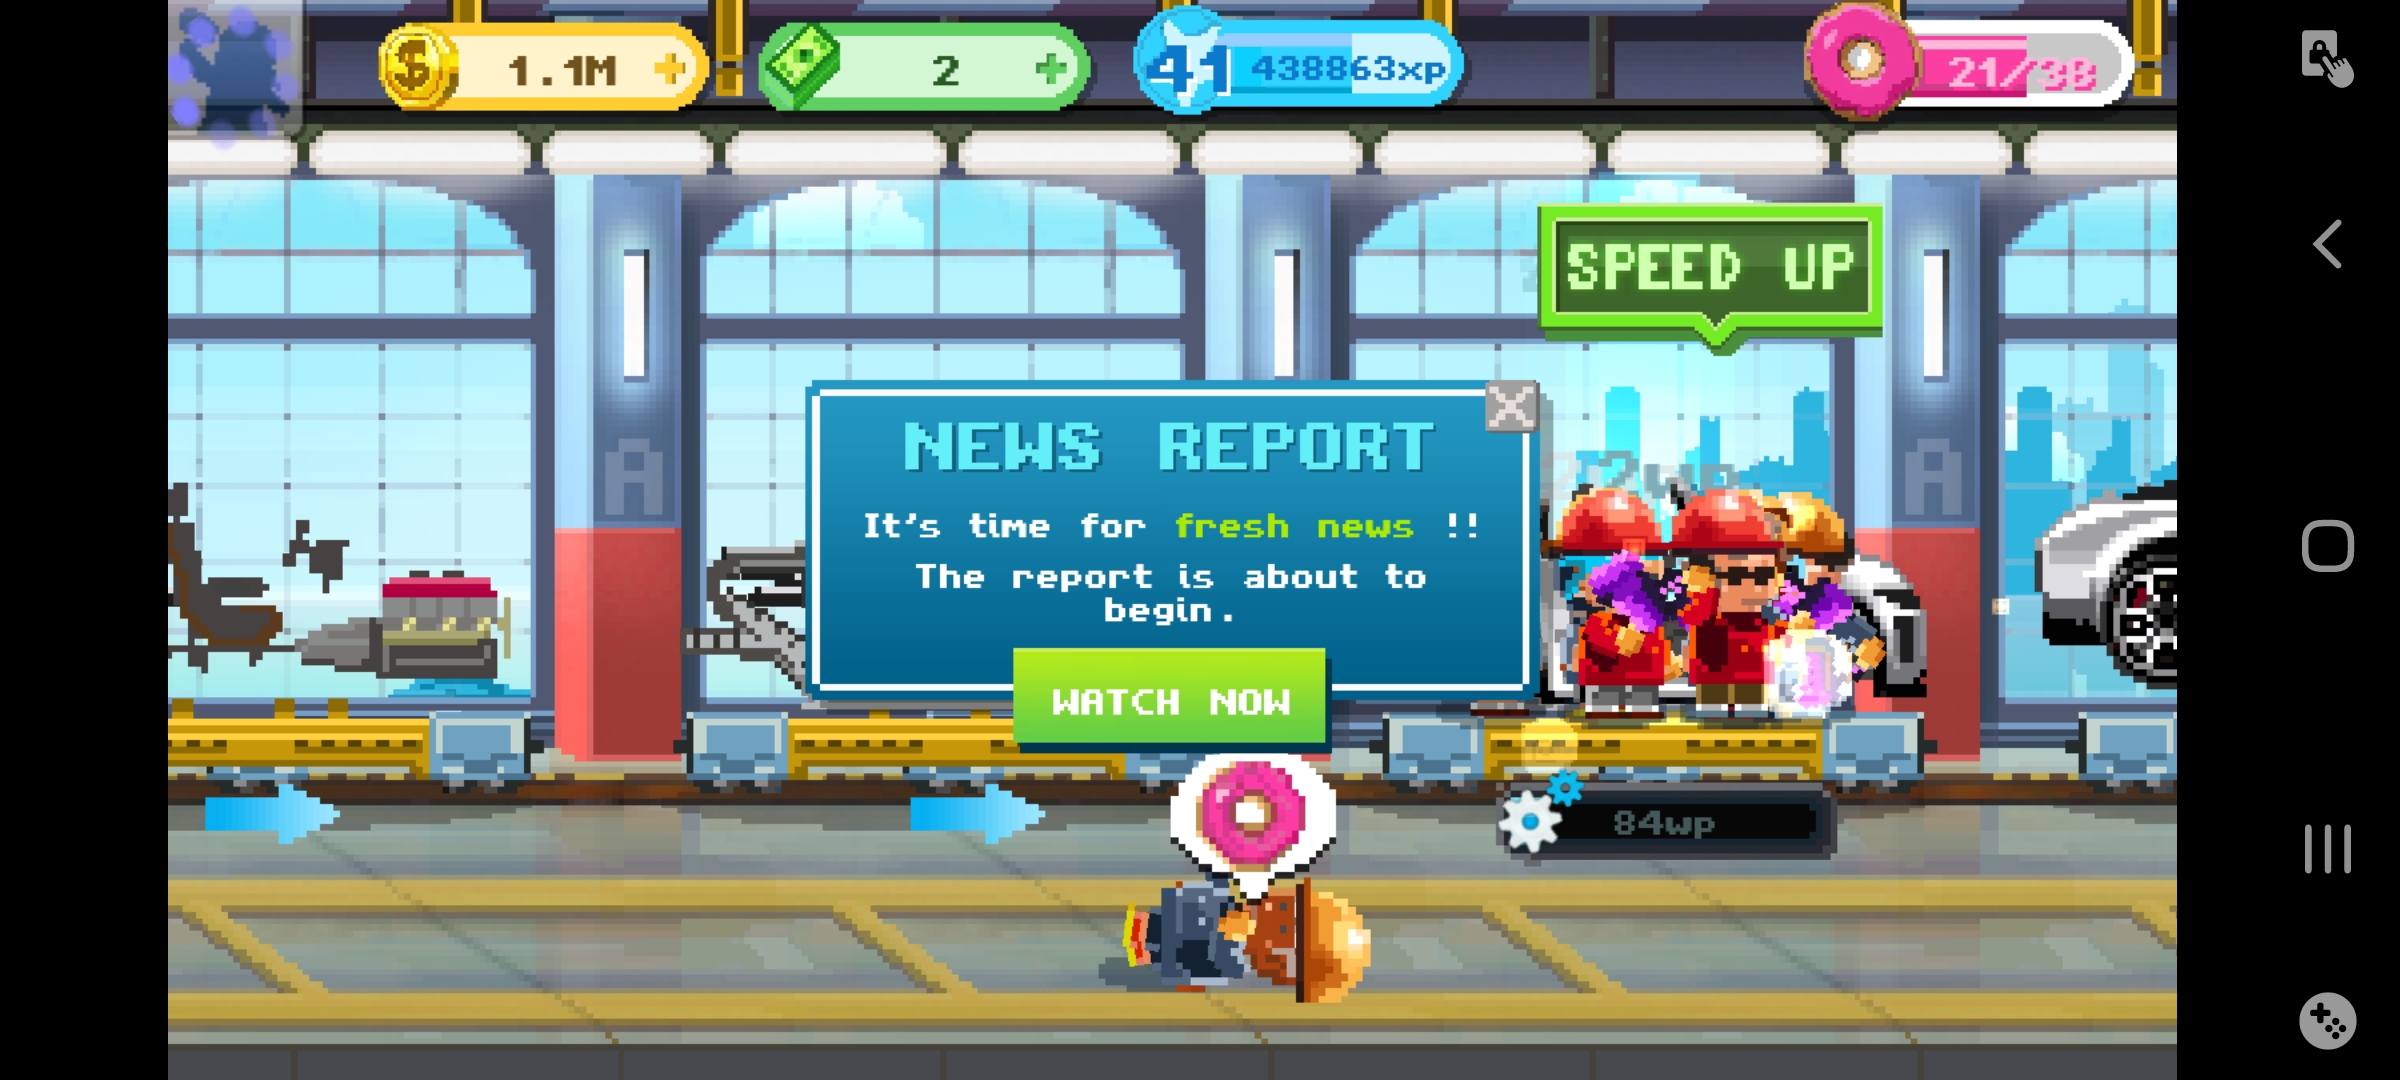 1.1M
2
41 438863xp
21/30
SPEED UP
NEWS REPORT
It's time for fresh news !!
The report is about to
begin.
WATCH NOW
84wp
A
A